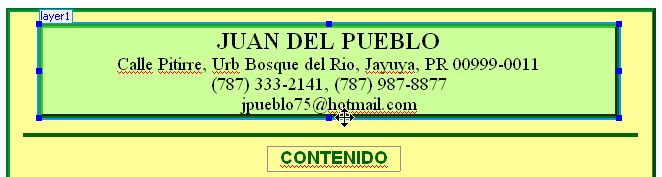 layer1
JUAN DEL PUEBLO
Calle Pitirre, Urb Bosque del Rio, Jayuya, PR 00999-0011
(787) 333-2141, (787) 987-8877
jpueblo75@hotmail.com
CONTENIDO